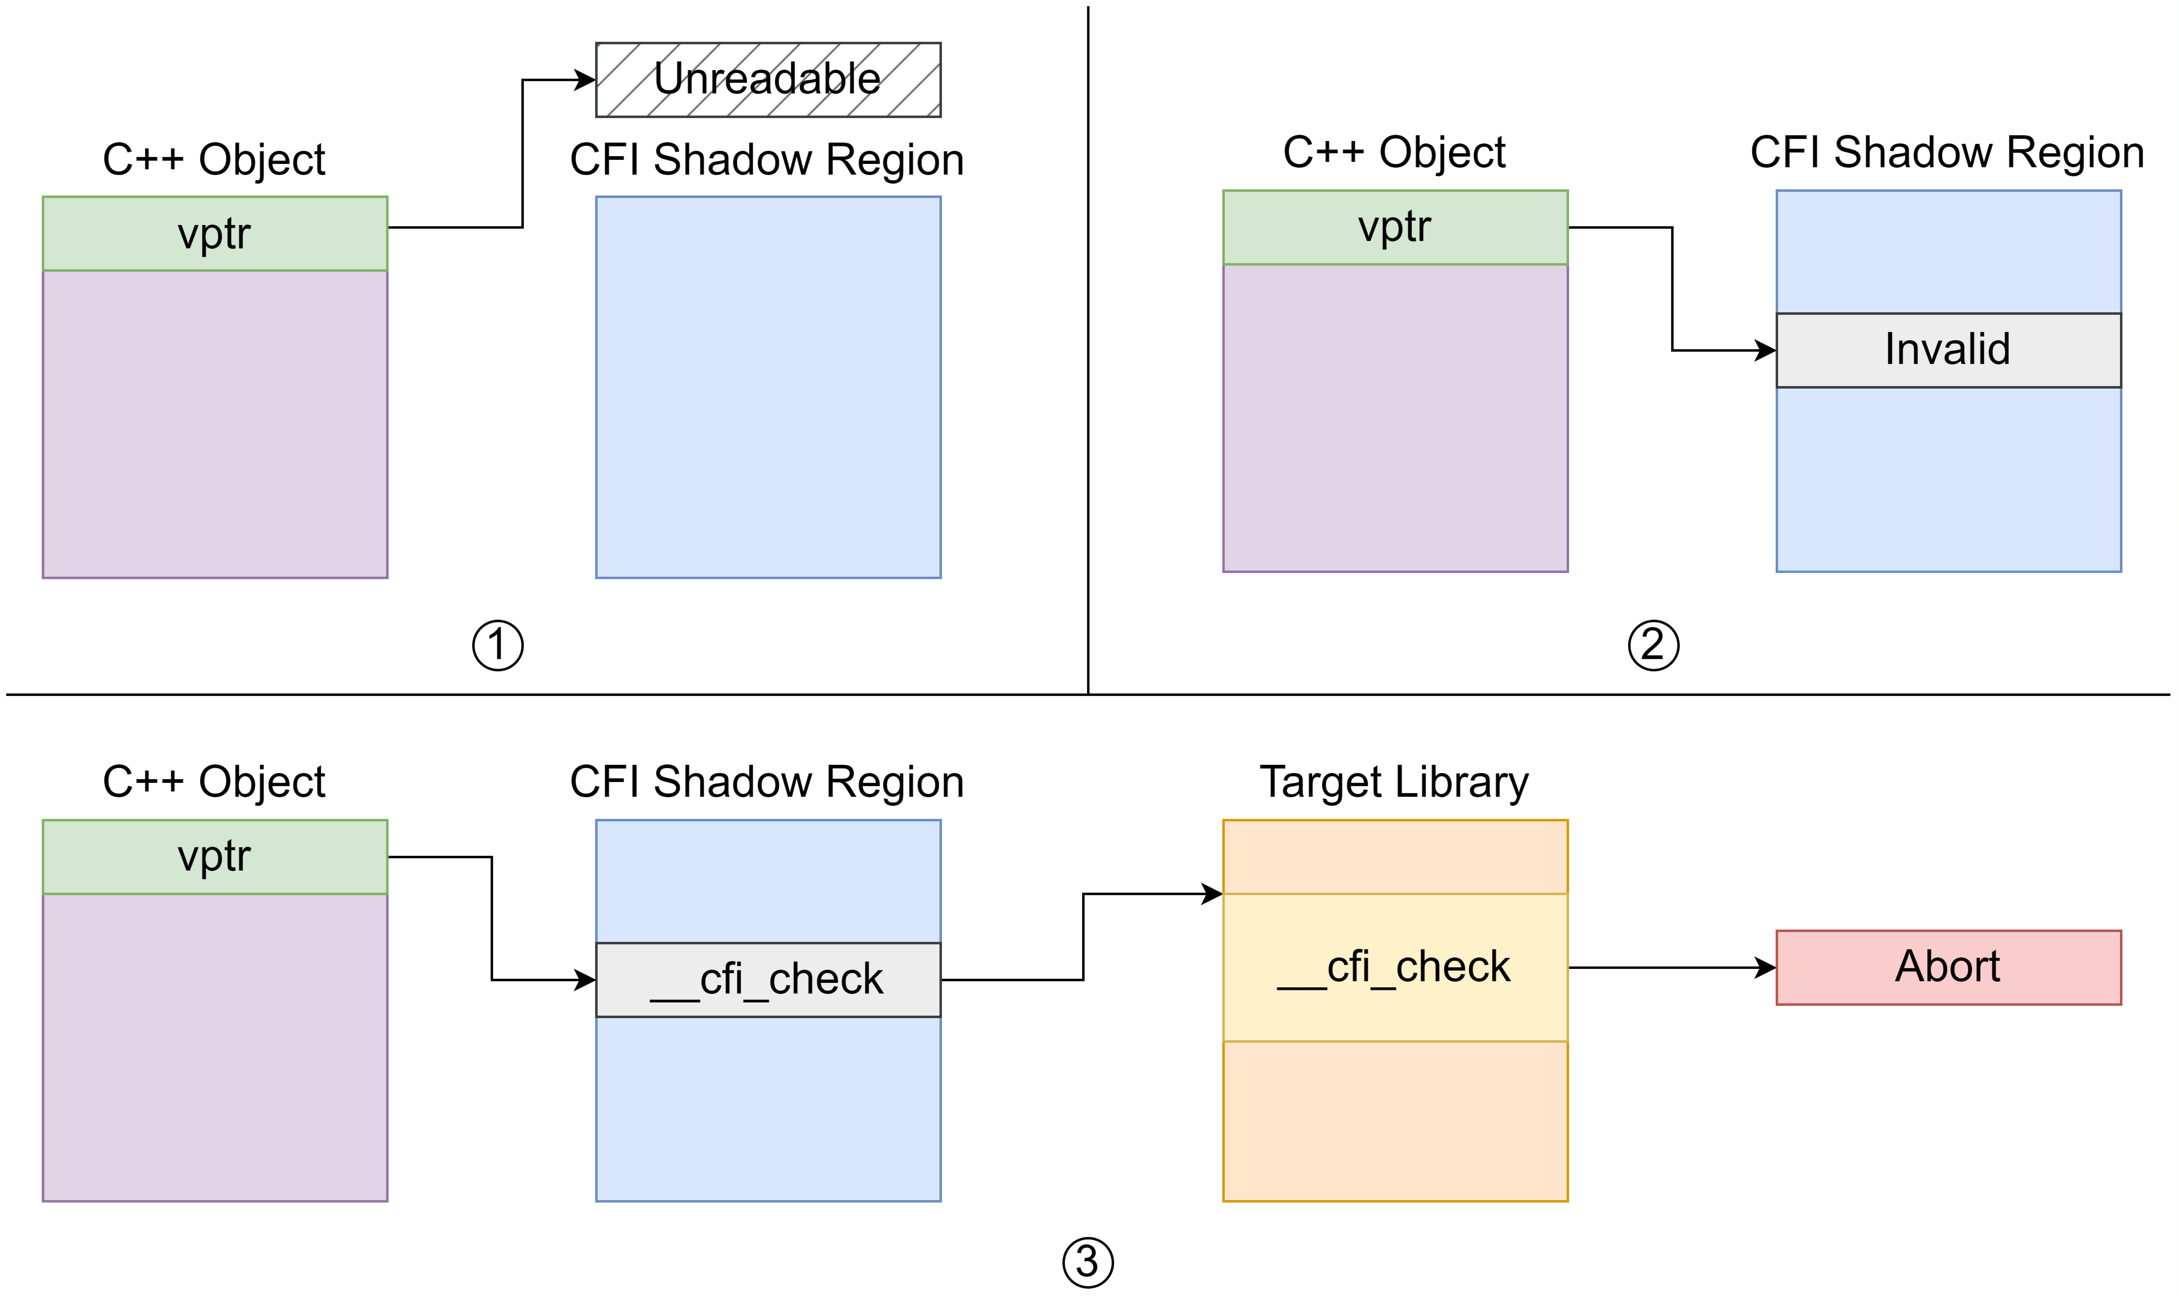 Unreadable
C++ Object
CFI Shadow Region
vptr
①
C++ Object
CFI Shadow Region
vptr
Invalid
②
C++ Object
CFI Shadow Region
Target Library
vptr
__cfi_check
__cfi_check
Abort
③